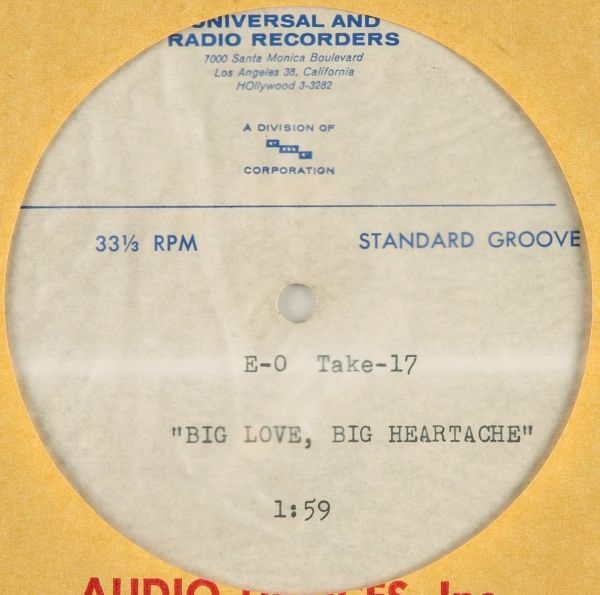 UNIVERSAL AND
RADIO RECORDERS
7000 Santa Monica Boulevard
Los Angeles 38, California
HOllywood 3-3282
A DIVISION OF
CORPORATION
33⅓ RPM
STANDARD GROOVE
E-O Take-17
"BIG LOVE, BIG HEARTACHE"
1:59
AUDIO
Inc.